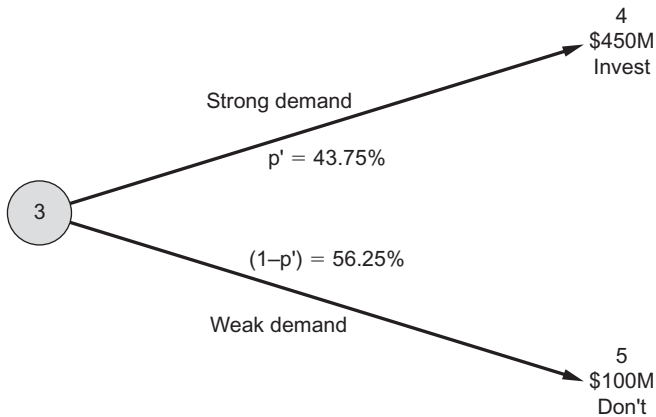 4
$450M
Invest
Strong demand
p' = 43.75%
3
(1–p') = 56.25%
Weak demand
5
$100M
Don't